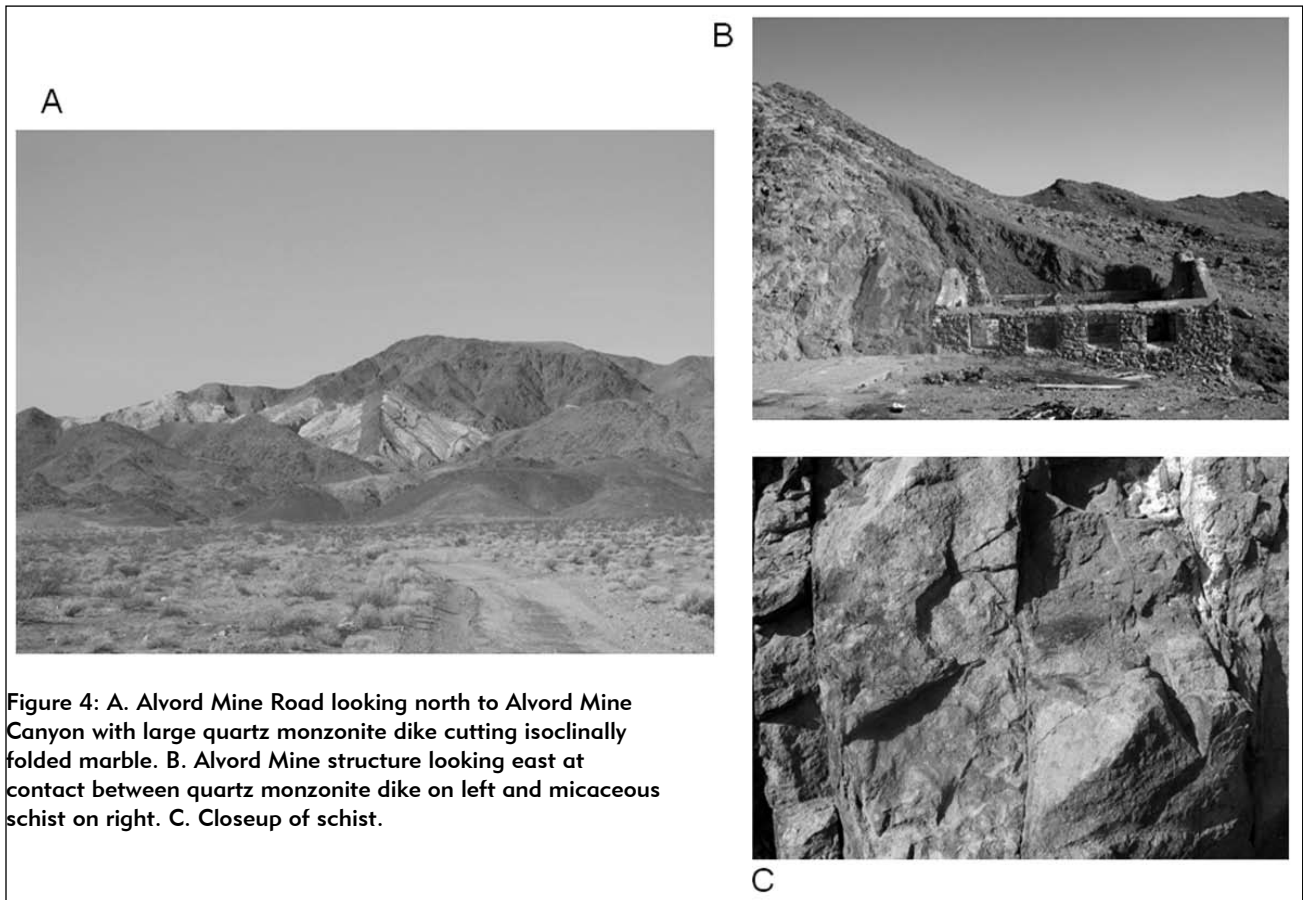 A
B
Figure 4: A. Alvord Mine Road looking north to Alvord Mine
Canyon with large quartz monzonite dike cutting isoclinally
folded marble. B. Alvord Mine structure looking east at
contact between quartz monzonite dike on left and micaceous
schist on right. C. Closeup of schist.
C